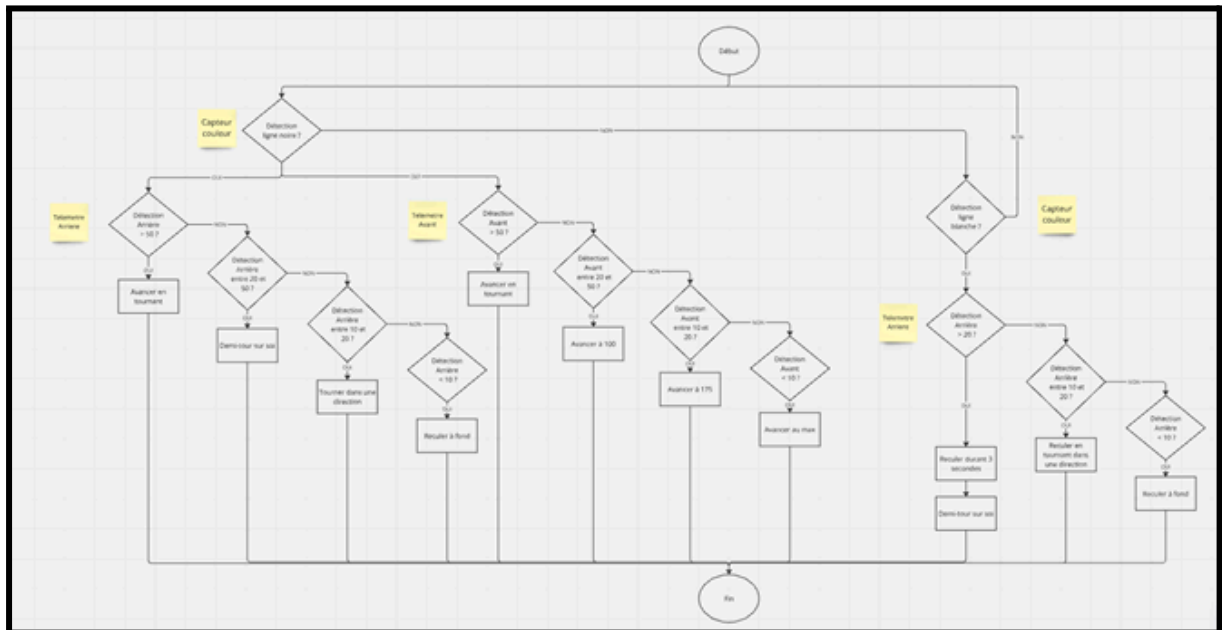 Début
Capteur
couleur
Détection
ligne noire ?
NON
NON
OUI
OUI
Telemetre
Arriere
Détection
Arrière
> 50 ?
NON
Telemetre
Avant
Détection
Avant
> 50 ?
NON
Détection
ligne
blanche ?
Capteur
couleur
OUI
Avancer en
tournant
Détection
Arrière
entre 20 et
50 ?
NON
OUI
Avancer en
tournant
Détection
Avant
entre 20 et
50 ?
NON
OUI
OUI
Demi-tour sur soi
Détection
Arrière
entre 10 et
20 ?
NON
OUI
Avancer à 100
Détection
Avant
entre 10 et
20 ?
NON
Telemetre
Arriere
Détection
Arrière
> 20 ?
NON
OUI
Tourner dans une
direction
Détection
Arrière
< 10 ?
OUI
Avancer à 175
Détection
Avant
< 10 ?
Détection
Arrière
entre 10 et
20 ?
NON
OUI
Reculer à fond
OUI
Avancer au max
OUI
OUI
Détection
Arrière
< 10 ?
Reculer durant 3
secondes
Reculer en
tournant dans
une direction
OUI
Demi-tour sur soi
Reculer à fond
Fin